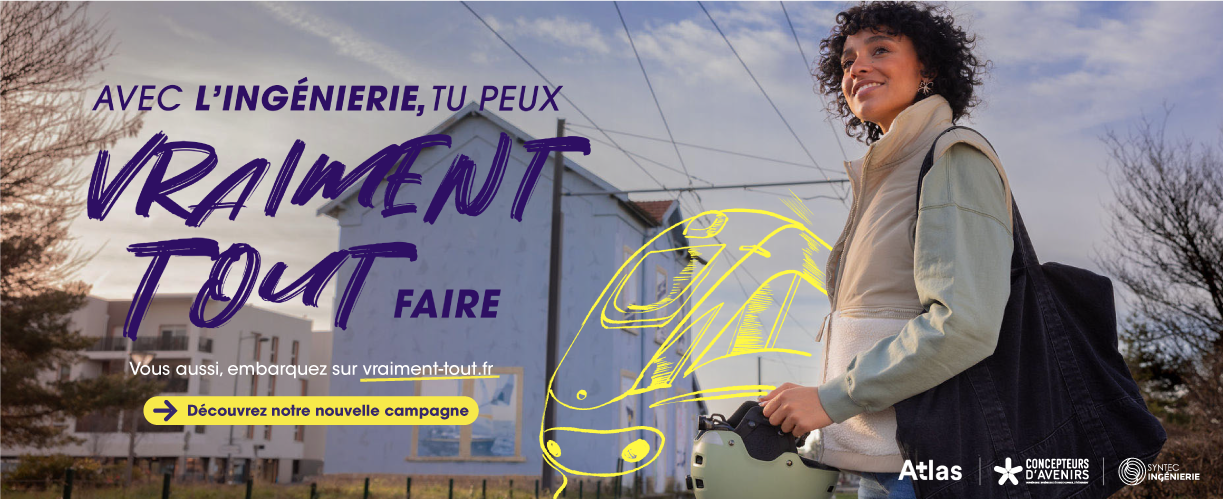 AVEC L'INGÉNIERIE, TU PEUX
VRAIMENT
TOUT FAIRE
Vous aussi, embarquez sur vraiment-tout.fr
Découvrez notre nouvelle campagne
Atlas
CONCEPTEURS
D'AVENIRS
SYNTEC
INGÉNIERIE